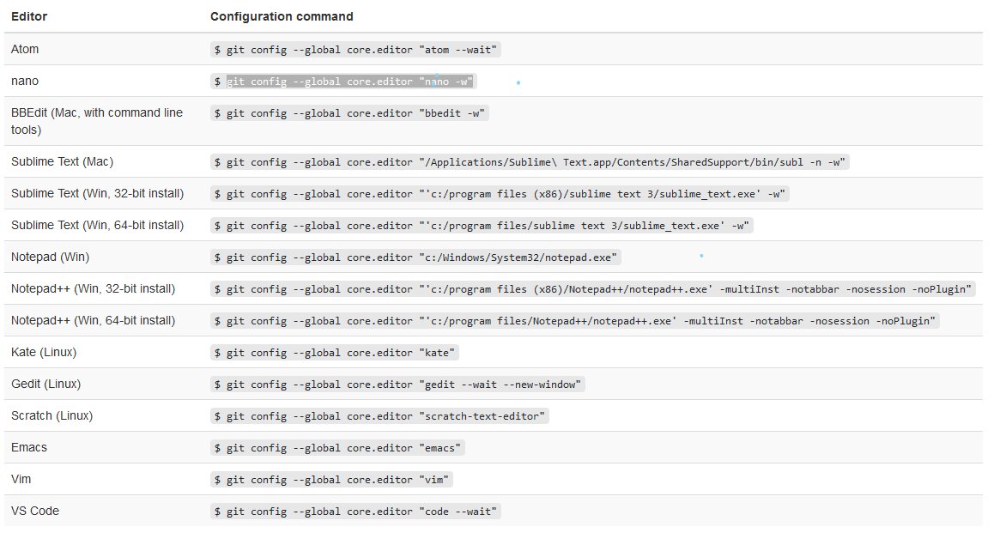 Editor Configuration command
Atom $ git config --global core.editor "atom --wait"
nano $ git config --global core.editor "nano -w"
BBEdit (Mac, with command line $ git config --global core.editor "bbedit -w"
tools)
Sublime Text (Mac) $ git config --global core.editor "/Applications/Sublime\ Text.app/Contents/SharedSupport/bin/subl -n -w"
Sublime Text (Win, 32-bit install) $ git config --global core.editor "'c:/program files (x86)/sublime text 3/sublime_text.exe' -w"
Sublime Text (Win, 64-bit install) $ git config --global core.editor "'c:/program files/sublime text 3/sublime_text.exe' -w"
Notepad (Win) $ git config --global core.editor "c:/Windows/System32/notepad.exe"
Notepad++ (Win, 32-bit install) $ git config --global core.editor "'c:/program files (x86)/Notepad++/notepad++.exe' -multiInst -notabbar -nosession -noPlugin"
Notepad++ (Win, 64-bit install) $ git config --global core.editor "'c:/program files/Notepad++/notepad++.exe' -multiInst -notabbar -nosession -noPlugin"
Kate (Linux) $ git config --global core.editor "kate"
Gedit (Linux) $ git config --global core.editor "gedit --wait --new-window"
Scratch (Linux) $ git config --global core.editor "scratch-text-editor"
Emacs $ git config --global core.editor "emacs"
Vim $ git config --global core.editor "vim"
VS Code $ git config --global core.editor "code --wait"